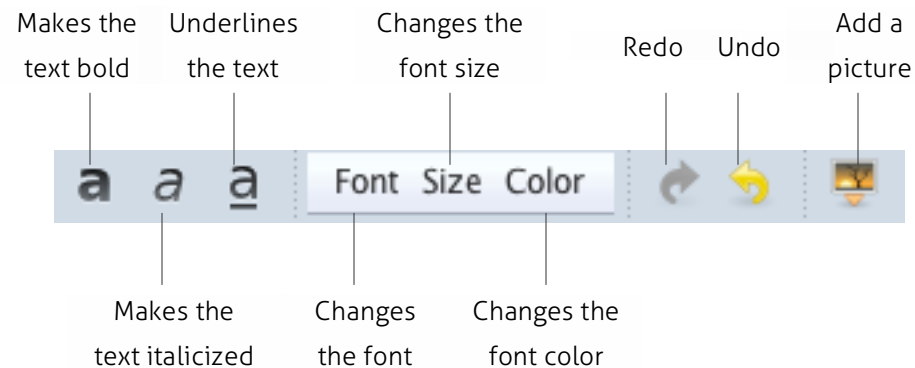 Makes the
text bold
Underlines
the text
Changes the
font size
Redo
Undo
Add a
picture
a a a Font Size Color
Makes the
text italicized
Changes
the font
Changes the
font color